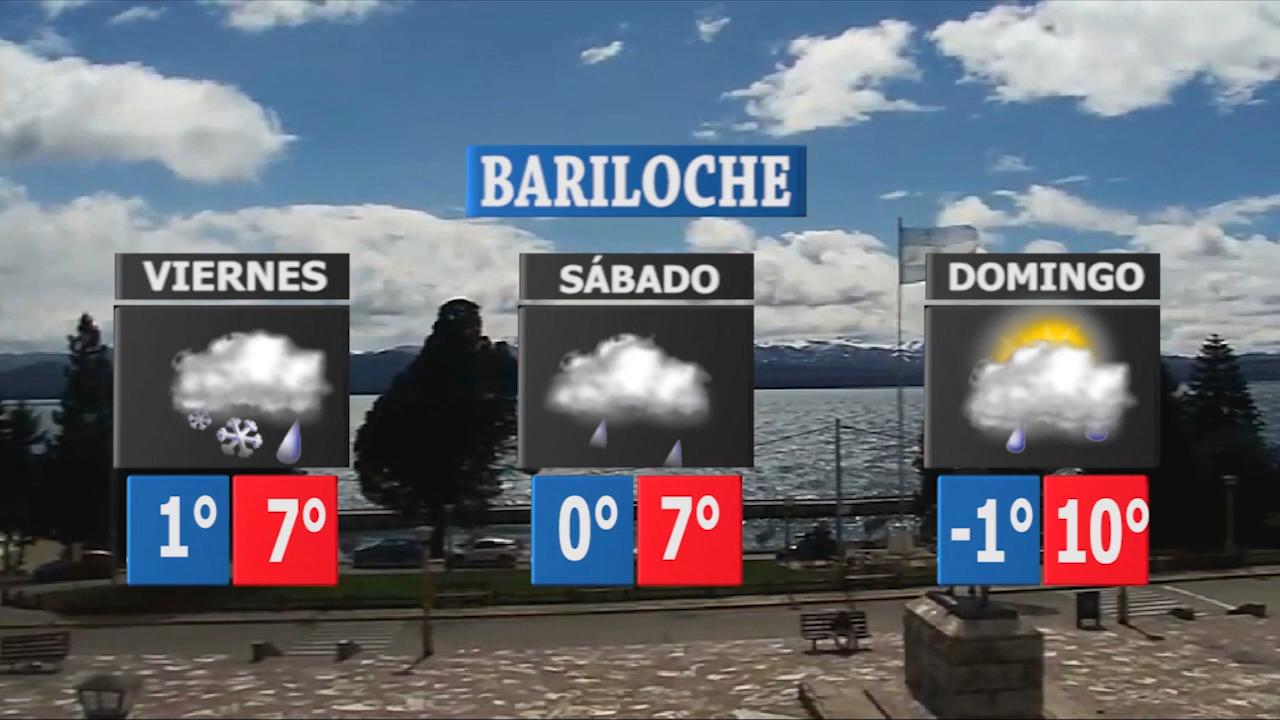 BARILOCHE
VIERNES
1º 7º
SÁBADO
0º 7º
DOMINGO
-1º 10º